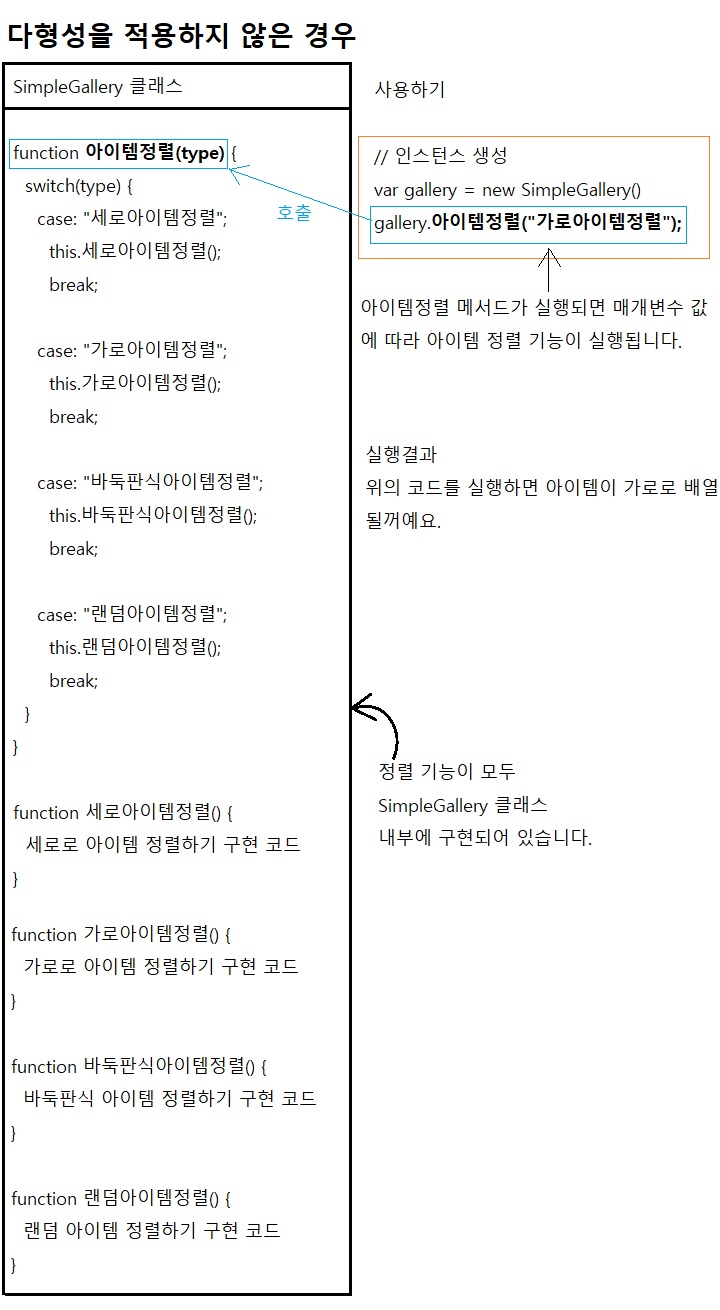 다형성을 적용하지 않은 경우
SimpleGallery 클래스
function 아이템정렬(type) {
switch(type) {
case: "세로아이템정렬";
this.세로아이템정렬();
break;
case: "가로아이템정렬";
this.가로아이템정렬();
break;
case: "바둑판식아이템정렬";
this.바둑판식아이템정렬();
break;
case: "랜덤아이템정렬";
this.랜덤아이템정렬();
break;
}
}
function 세로아이템정렬() {
세로로 아이템 정렬하기 구현 코드
}
function 가로아이템정렬() {
가로로 아이템 정렬하기 구현 코드
}
function 바둑판식아이템정렬() {
바둑판식 아이템 정렬하기 구현 코드
}
function 랜덤아이템정렬() {
랜덤 아이템 정렬하기 구현 코드
}
호출
사용하기
// 인스턴스 생성
var gallery = new SimpleGallery()
gallery.아이템정렬("가로아이템정렬");
아이템정렬 메서드가 실행되면 매개변수 값
에 따라 아이템 정렬 기능이 실행됩니다.
실행결과
위의 코드를 실행하면 아이템이 가로로 배열
될꺼예요.
정렬 기능이 모두
SimpleGallery 클래스
내부에 구현되어 있습니다.